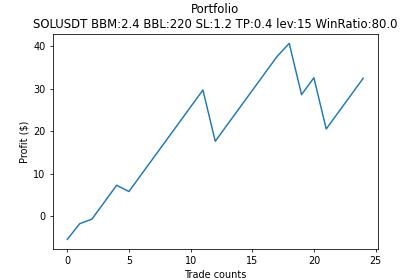 Portfolio
SOLUSDT BBM:2.4 BBL:220 SL:1.2 TP:0.4 lev:15 WinRatio:80.0
40
30
20
10
0
Profit ($)
0 5 10 15 20 25
Trade counts